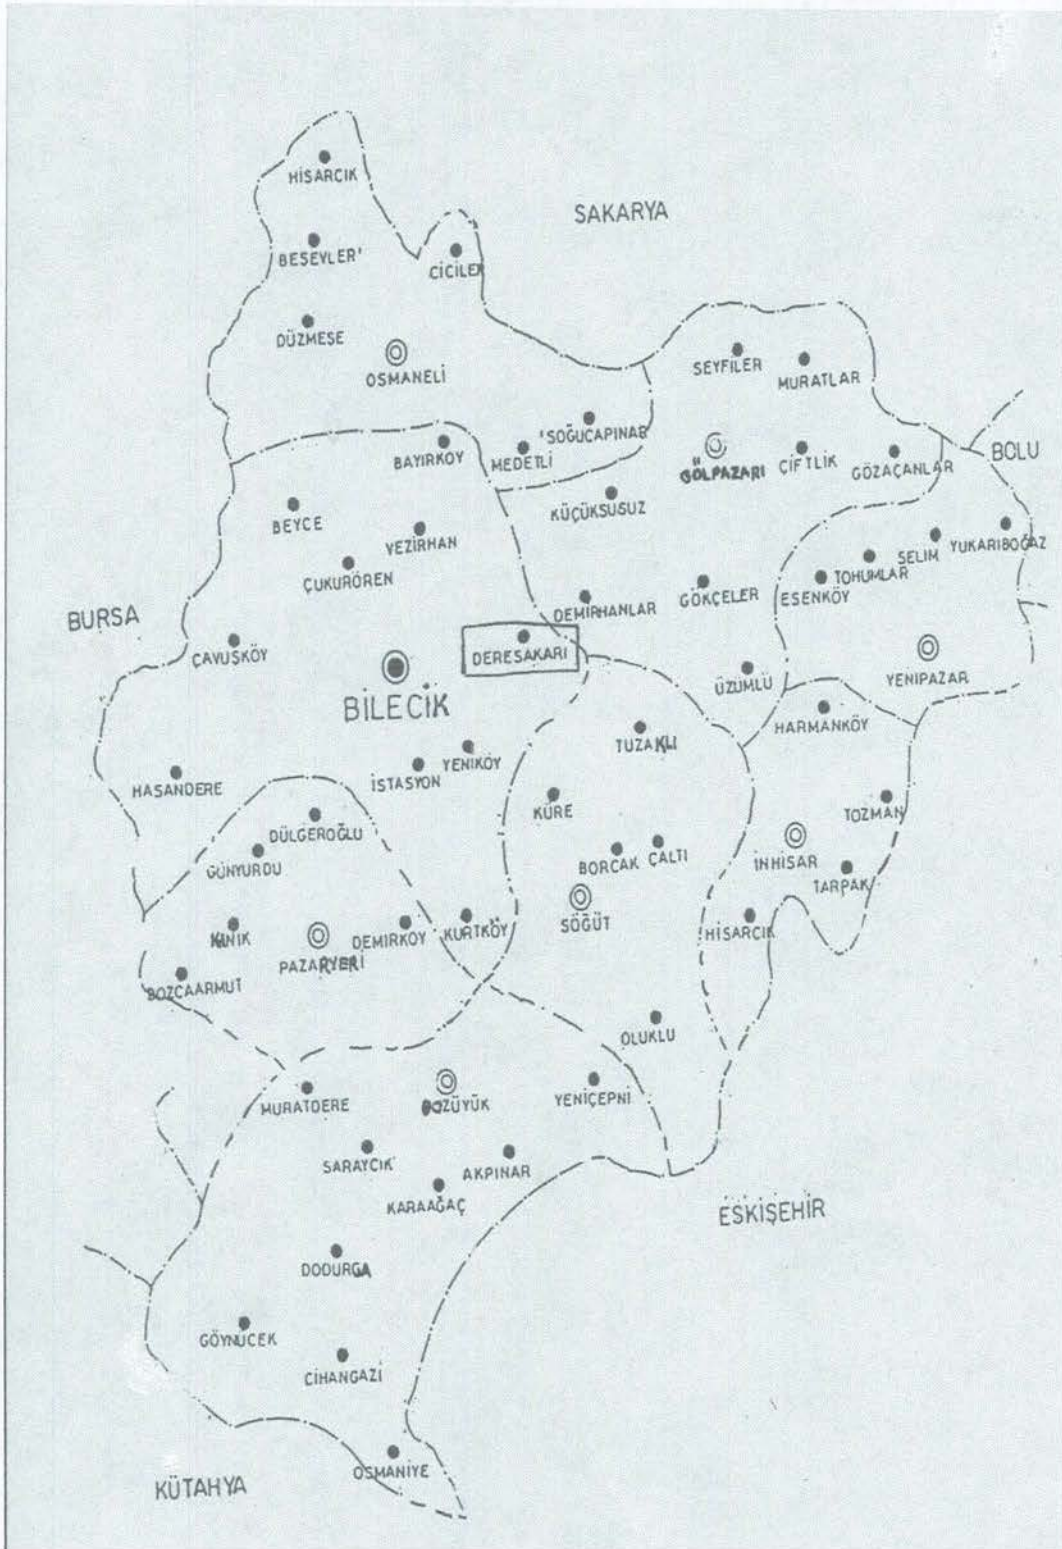 HİSARCIK
SAKARYA
BESEYLER
CİCİLER
DÜZMEŞE
OSMANELİ
SEYFİLER
MURATLAR
SOĞUCAPINAR
BAYIRKÖY
MEDETLİ
GÖLPAZARI
ÇİFTLİK
GÖZAÇANLAR
BOLU
KÜÇÜKSUSUZ
BEYCE
VEZİRHAN
ÇUKURÖREN
SELİM
YUKARIBOĞAZ
TOHUMLAR
ESENKÖY
DEMİRHANLAR
GÖKÇELER
BURSA
ÇAVUŞKÖY
DERESAKARI
BİLECİK
ÜZÜMLÜ
YENİPAZAR
HARMANKÖY
TUZAKLI
YENİKÖY
İSTASYON
HASANDERE
KÜRE
TOZMAN
DÜLGEROĞLU
GÜNYURDU
BORCAK
ÇALTI
İNHİSAR
TARPAK
SÖĞÜT
HİSARCIK
KINIK
PAZARYERİ
DEMİRKÖY
KURTKÖY
BOZCAARMUT
OLUKLU
MURATDERE
BOZÜYÜK
YENİÇEPNİ
SARAYCIK
AKPINAR
KARAAĞAÇ
ESKİŞEHİR
DODURGA
GÖYNÜCEK
CİHANGAZİ
OSMANİYE
KÜTAHYA